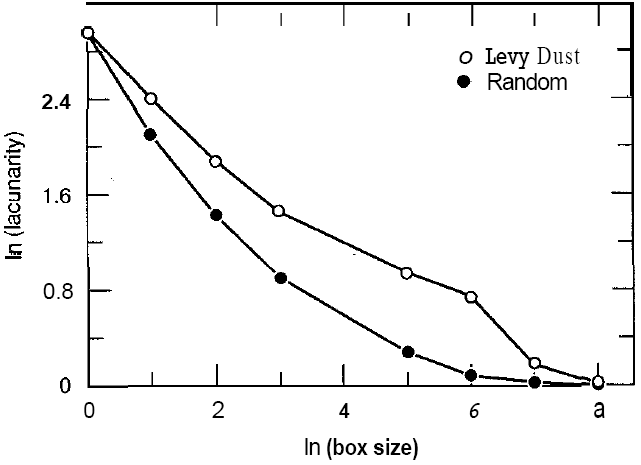 Levy Dust
Random
2.4
1.6
0.8
0
ln (lacunarity)
0 2 4 6 a
ln (box size)